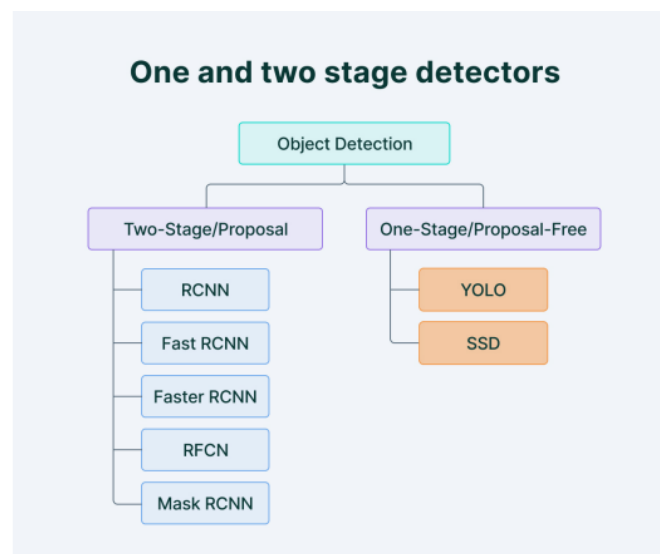 One and two stage detectors
Object Detection
Two-Stage/Proposal
One-Stage/Proposal-Free
RCNN
YOLO
Fast RCNN
SSD
Faster RCNN
RFCN
Mask RCNN